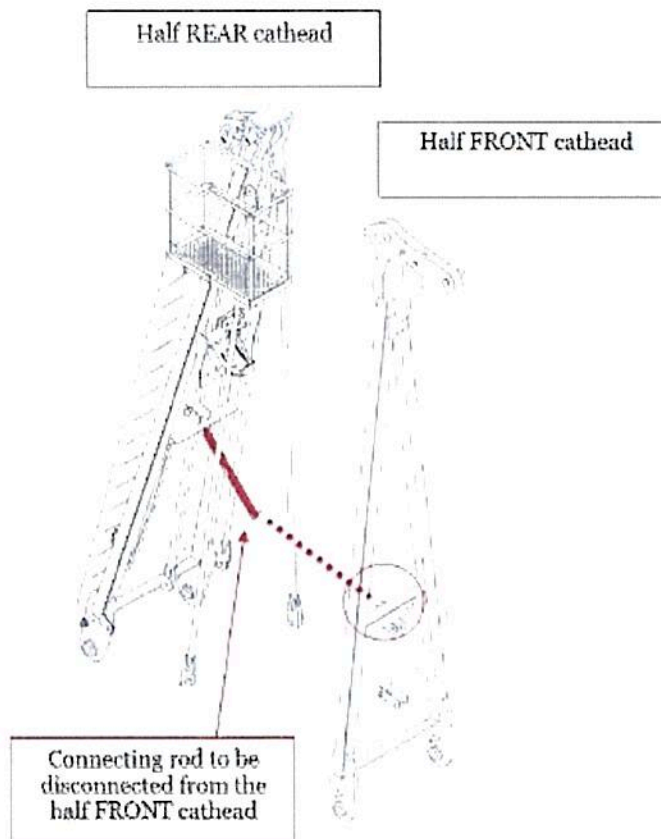 Half REAR cathead
Half FRONT cathead
Connecting rod to be
disconnected from the
half FRONT cathead